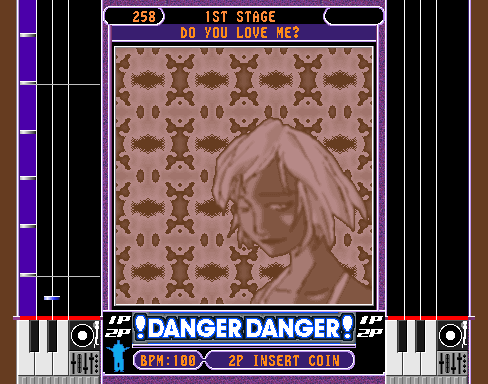 258 1ST STAGE
DO YOU LOVE ME?
1P 1P
2P !DANGER DANGER! 2P
BPM:100 2P INSERT COIN